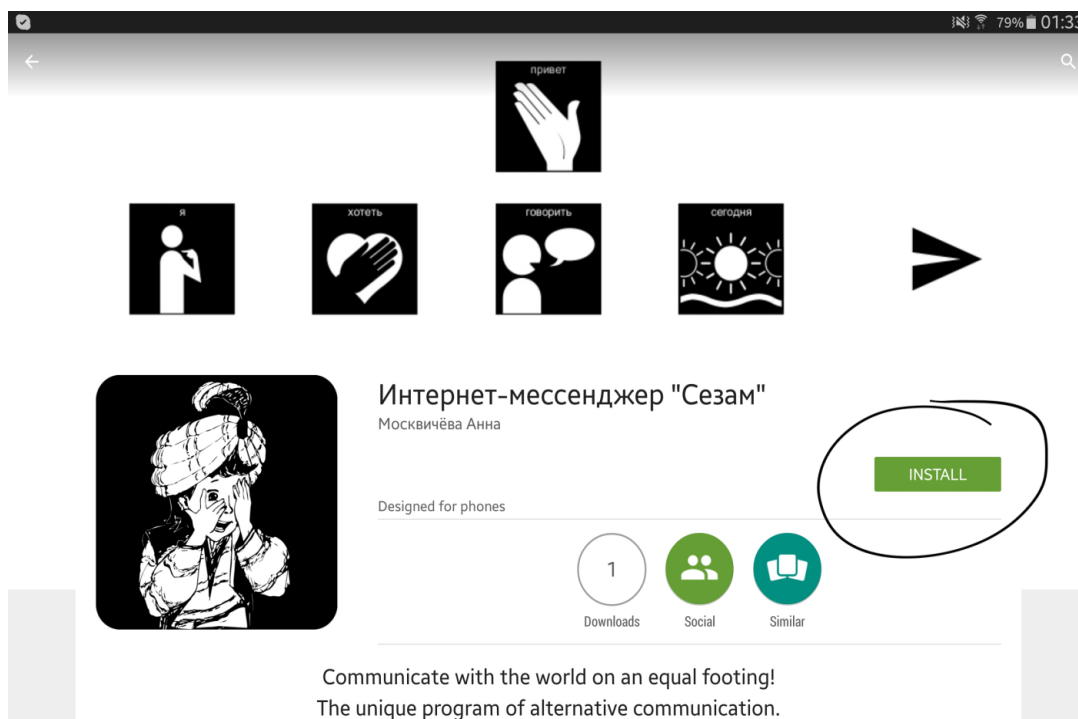 79% 01:33
привет
я хотеть говорить сегодня
Интернет-мессенджер "Сезам"
Москвичёва Анна
INSTALL
Designed for phones
1
Downloads Social Similar
Communicate with the world on an equal footing!
The unique program of alternative communication.